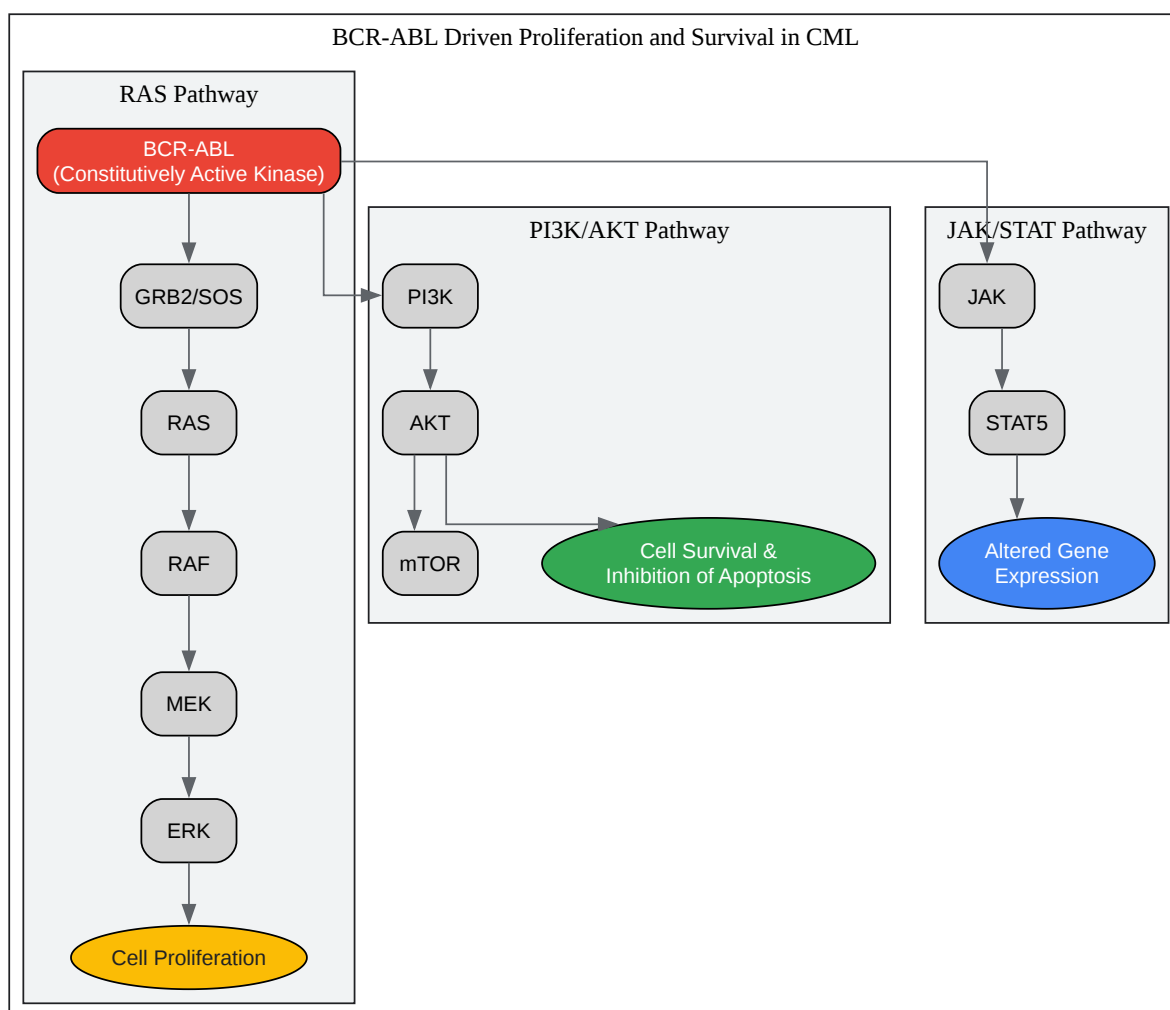 BCR-ABL Driven Proliferation and Survival in CML
RAS Pathway
BCR-ABL
(Constitutively Active Kinase)
GRB2/SOS
RAS
RAF
MEK
ERK
Cell Proliferation
PI3K/AKT Pathway
PI3K
AKT
mTOR
Cell Survival &
Inhibition of Apoptosis
JAK/STAT Pathway
JAK
STAT5
Altered Gene
Expression